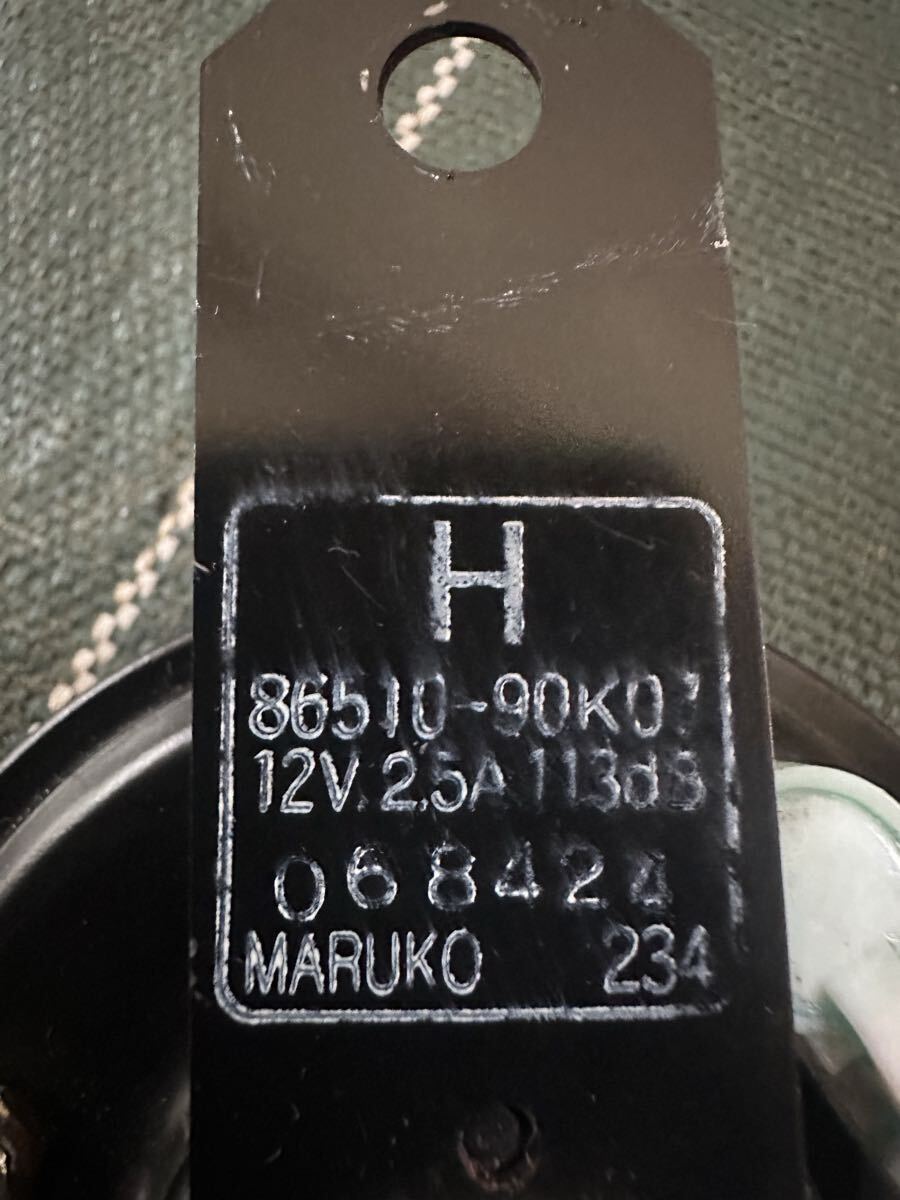 H
86510-90K07
12V. 2.5A 113dB
068424
MARUKO 234